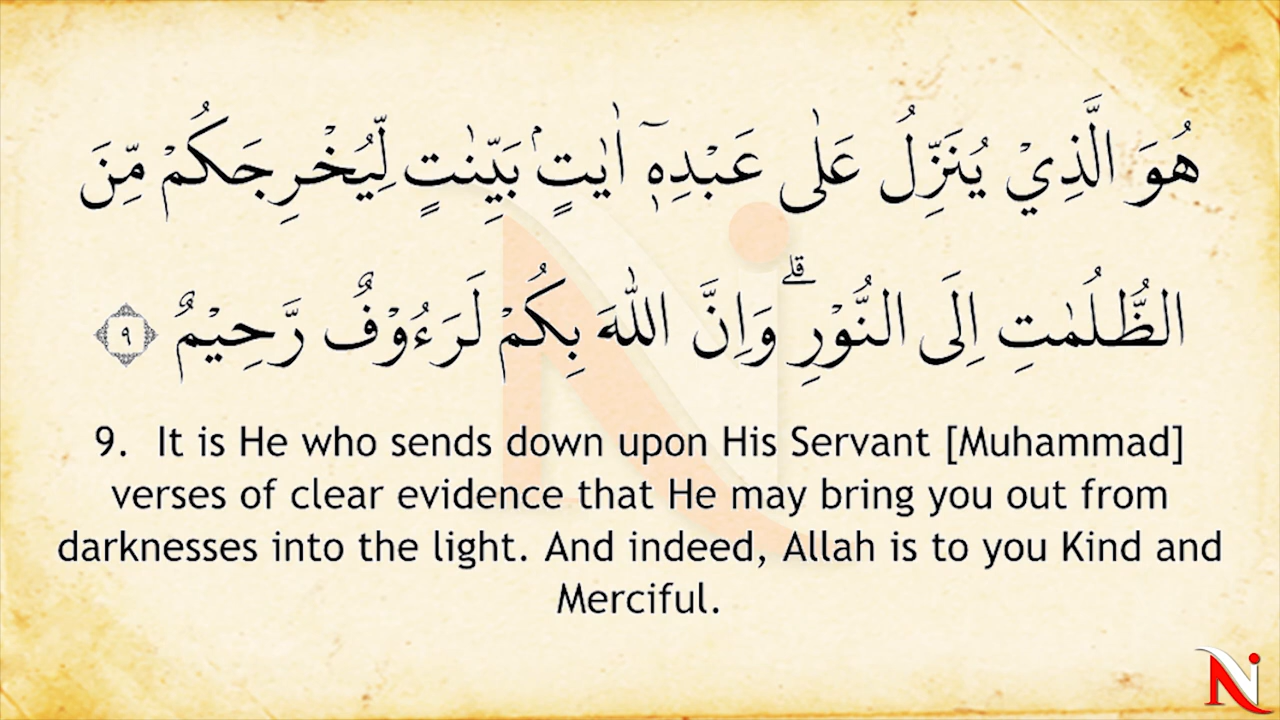 هُوَ الَّذِيْ يُنَزِّلُ عَلٰى عَبْدِهٖٓ اٰيٰتٍۭ بَيِّنٰتٍ لِّيُخْرِجَكُمْ مِّنَ
الظُّلُمٰتِ اِلَى النُّوْرِ ۗ وَاِنَّ اللّٰهَ بِكُمْ لَرَءُوْفٌ رَّحِيْمٌ ٩
9. It is He who sends down upon His Servant [Muhammad]
verses of clear evidence that He may bring you out from
darknesses into the light. And indeed, Allah is to you Kind and
Merciful.